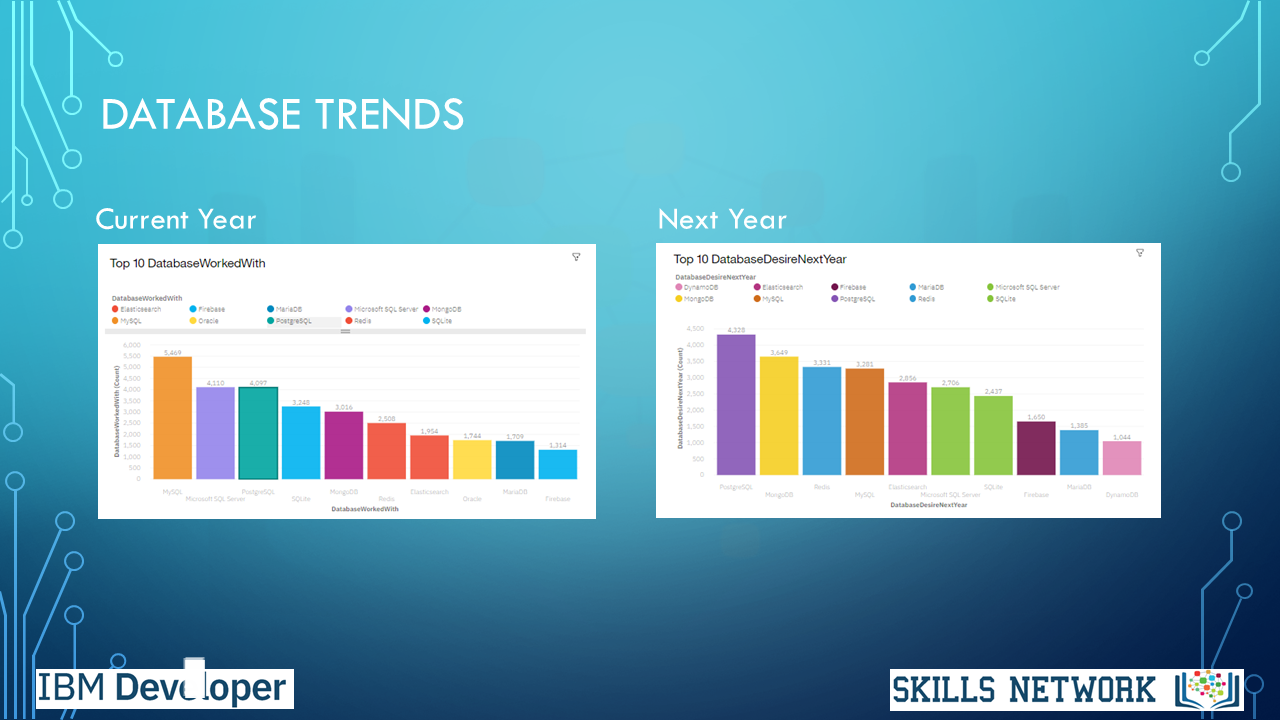 DATABASE TRENDS
Current Year
Top 10 DatabaseWorkedWith
DatabaseWorkedWith
Elasticsearch Firebase MariaDB Microsoft SQL Server MongoDB
MySQL Oracle PostgreSQL Redis SQLite
6,000
5,500
5,000
4,500
4,000
3,500
3,000
2,500
2,000
1,500
1,000
500
0
DatabaseWorkedWith (Count)
5,469 4,110 4,097 3,248 3,016 2,508 1,954 1,744 1,709 1,314
MySQL PostgreSQL MongoDB Elasticsearch MariaDB
Microsoft SQL Server SQLite Redis Oracle Firebase
DatabaseWorkedWith
Next Year
Top 10 DatabaseDesireNextYear
DatabaseDesireNextYear
DynamoDB Elasticsearch Firebase MariaDB Microsoft SQL Server
MongoDB MySQL PostgreSQL Redis SQLite
4,500
4,000
3,500
3,000
2,500
2,000
1,500
1,000
500
0
DatabaseDesireNextYear (Count)
4,328 3,649 3,331 3,281 2,856 2,706 2,437 1,650 1,385 1,044
PostgreSQL Redis Elasticsearch SQLite MariaDB
MongoDB MySQL Microsoft SQL Server Firebase DynamoDB
DatabaseDesireNextYear
IBM Developer
SKILLS NETWORK